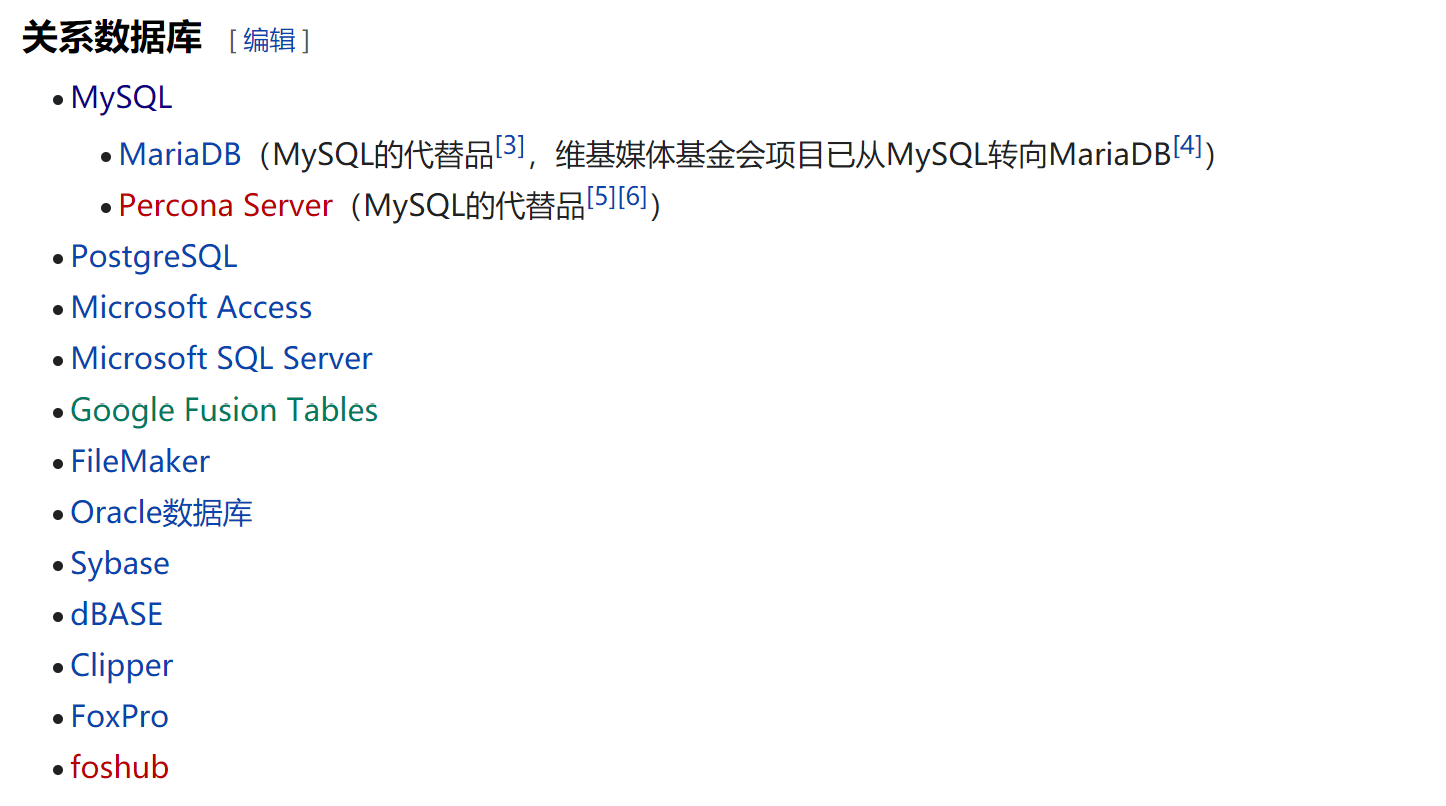 关系数据库 [ 编辑 ]
• MySQL
• MariaDB（MySQL的代替品[3]，维基媒体基金会项目已从MySQL转向MariaDB[4]）
• Percona Server（MySQL的代替品[5][6]）
• PostgreSQL
• Microsoft Access
• Microsoft SQL Server
• Google Fusion Tables
• FileMaker
• Oracle数据库
• Sybase
• dBASE
• Clipper
• FoxPro
• foshub